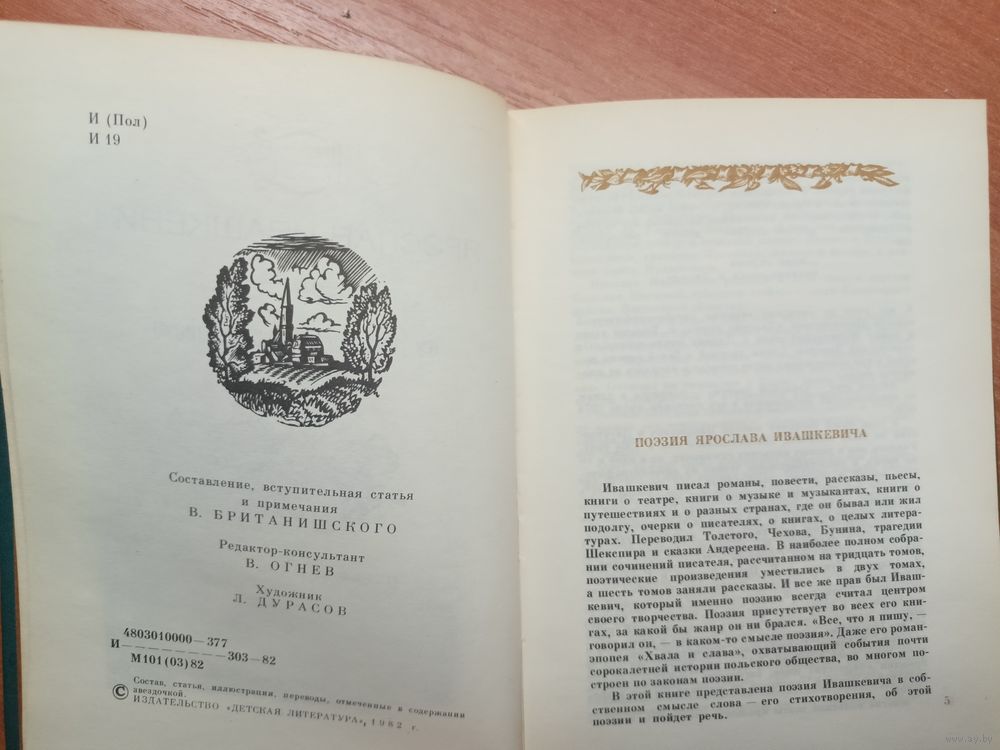 И (Пол)
И 19
Составление, вступительная статья
и примечания
В. БРИТАНИШСКОГО
Редактор-консультант
В. ОГНЕВ
Художник
Л. ДУРАСОВ
4803010000—377
И—————————303—82
М101(03)82
© Состав, статья, иллюстрации, переводы, отмеченные в содержании
звездочкой.
ИЗДАТЕЛЬСТВО «ДЕТСКАЯ ЛИТЕРАТУРА», 1982 г.
ПОЭЗИЯ ЯРОСЛАВА ИВАШКЕВИЧА
Ивашкевич писал романы, повести, рассказы, пьесы,
книги о театре, книги о музыке и музыкантах, книги о
путешествиях и о разных странах, где он бывал или жил
подолгу, очерки о писателях, о книгах, о целых литера-
турах. Переводил Толстого, Чехова, Бунина, трагедии
Шекспира и сказки Андерсена. В наиболее полном собра-
нии сочинений писателя, рассчитанном на тридцать томов,
поэтические произведения уместились в двух томах,
а шесть томов заняли рассказы. И все же прав был Иваш-
кевич, который именно поэзию всегда считал центром
своего творчества. Поэзия присутствует во всех его кни-
гах, за какой бы жанр он ни брался. «Все, что я пишу, —
говорил он, — в каком-то смысле поэзия». Даже его роман-
эпопея «Хвала и слава», охватывающий события почти
сорокалетней истории польского общества, во многом по-
строен по законам поэзии.
В этой книге представлена поэзия Ивашкевича в соб-
ственном смысле слова — его стихотворения, об этой
поэзии и пойдет речь.
5
www.ay.by